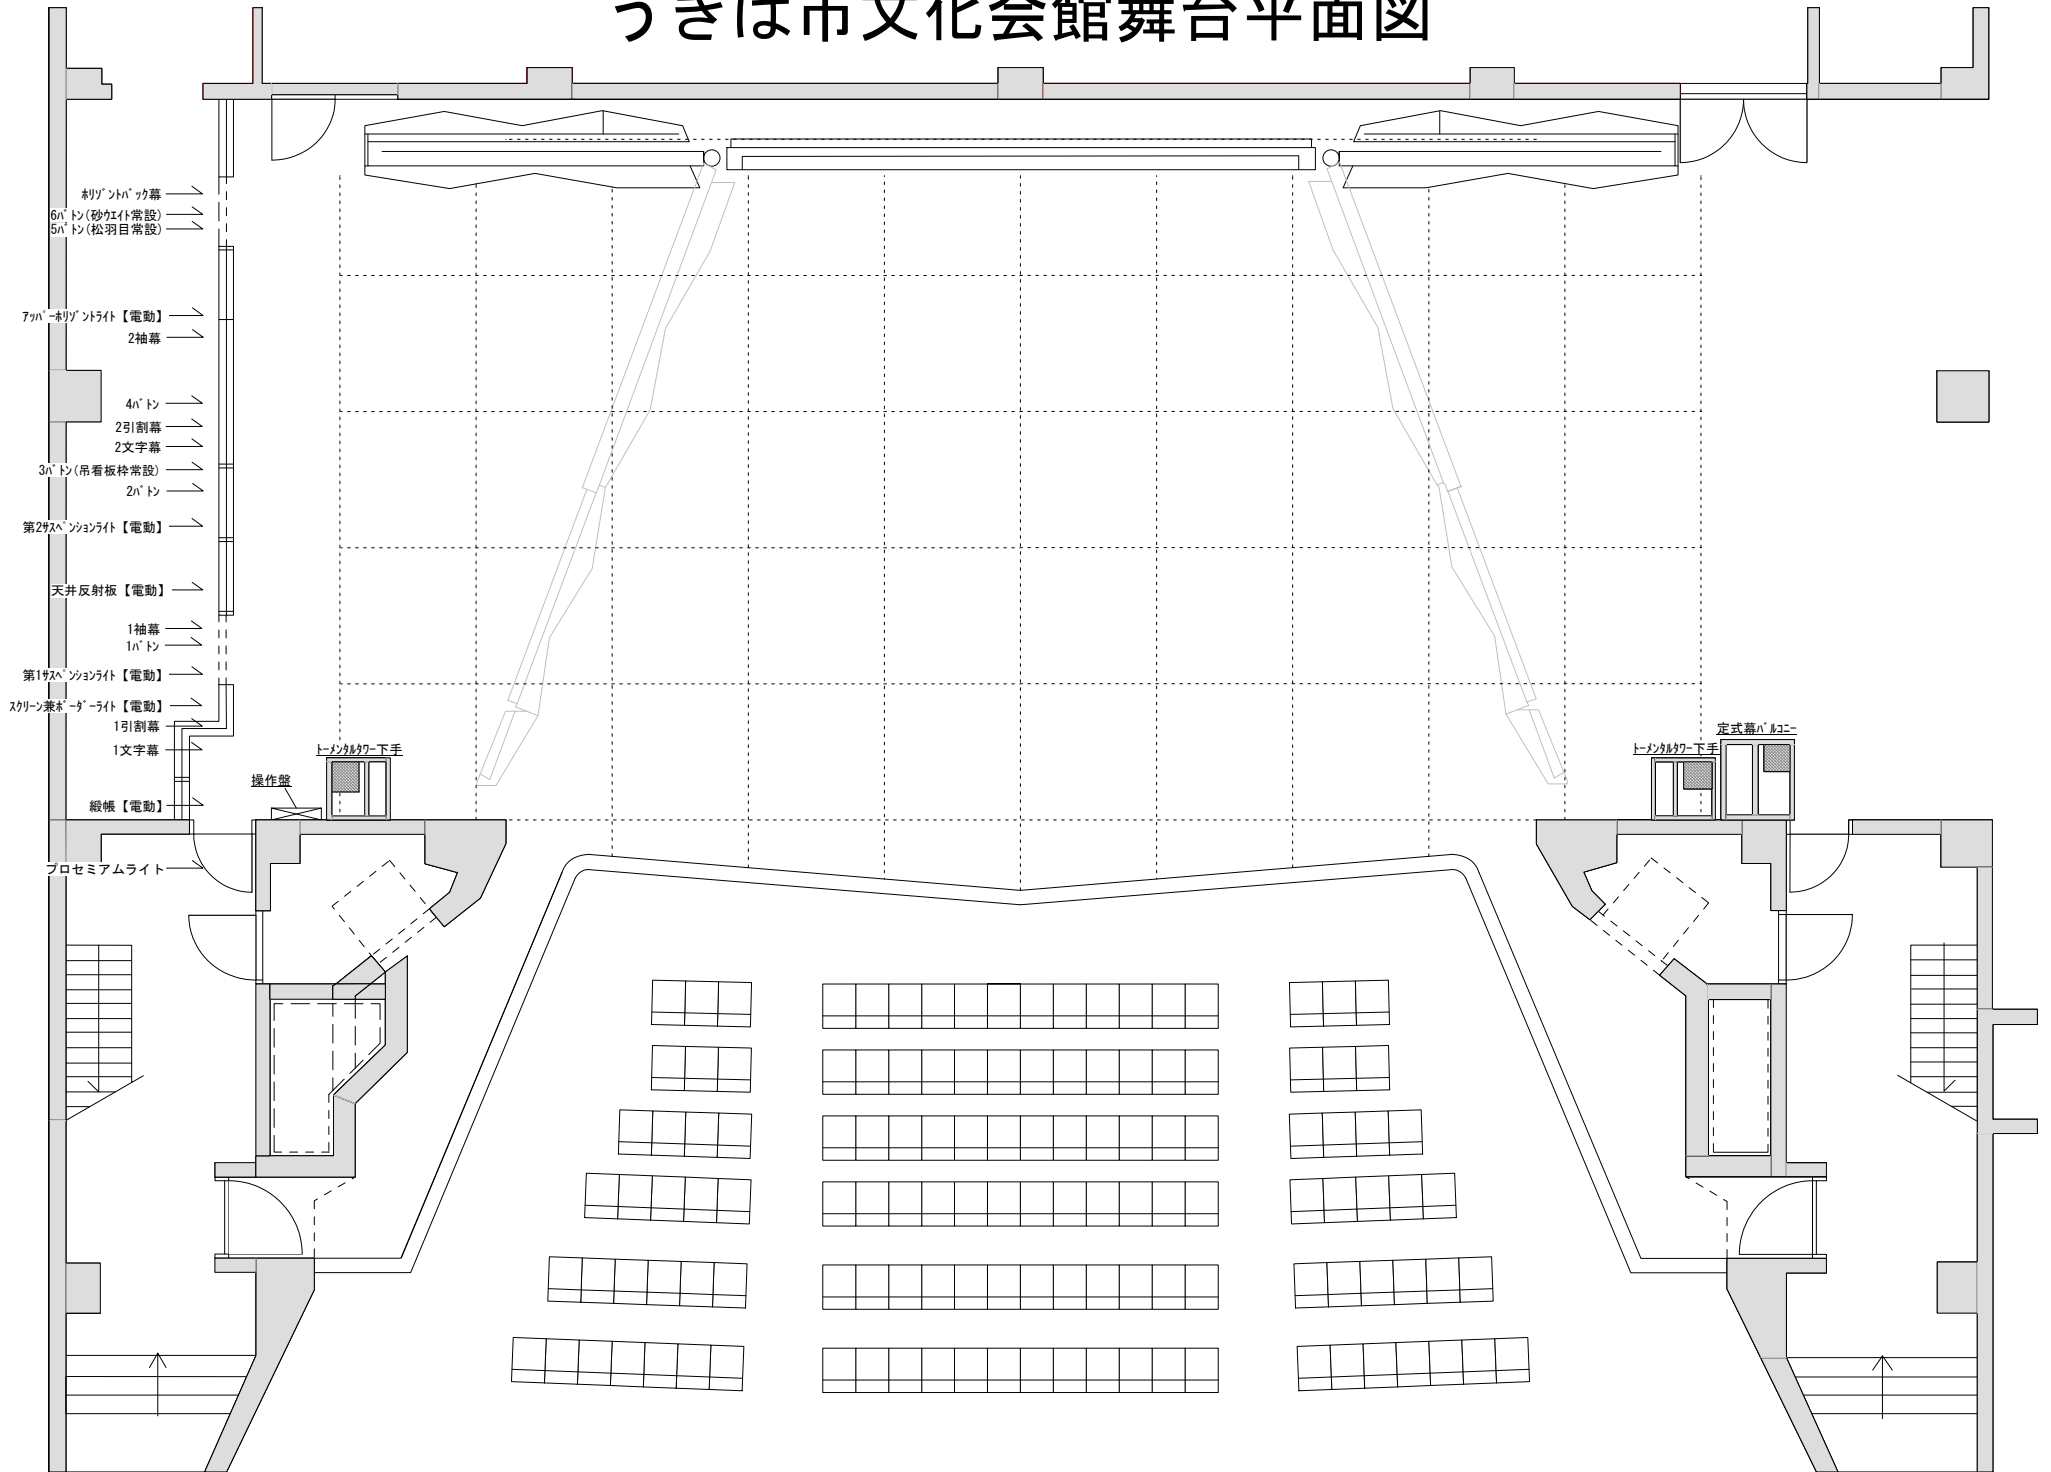 うきは市文化会館舞台平面図
ﾎﾘｿﾞﾝﾄﾊﾞｯｸ幕
6ﾊﾞﾄﾝ(砂ｳｴｲﾄ常設)
5ﾊﾞﾄﾝ(松羽目常設)
ｱｯﾊﾟｰﾎﾘｿﾞﾝﾄﾗｲﾄ【電動】
2袖幕
4ﾊﾞﾄﾝ
2引割幕
2文字幕
3ﾊﾞﾄﾝ(吊看板枠常設)
2ﾊﾞﾄﾝ
第2ｻｽﾍﾟﾝｼｮﾝﾗｲﾄ【電動】
天井反射板【電動】
1袖幕
1ﾊﾞﾄﾝ
第1ｻｽﾍﾟﾝｼｮﾝﾗｲﾄ【電動】
ｽｸﾘｰﾝ兼ﾎﾞｰﾀﾞｰﾗｲﾄ【電動】
1引割幕
1文字幕
緞帳【電動】
プロセミアムライト
操作盤
ﾄｰﾒﾝﾀﾙﾀﾜｰ下手
ﾄｰﾒﾝﾀﾙﾀﾜｰ下手
定式幕ﾊﾞﾙｺﾆｰ